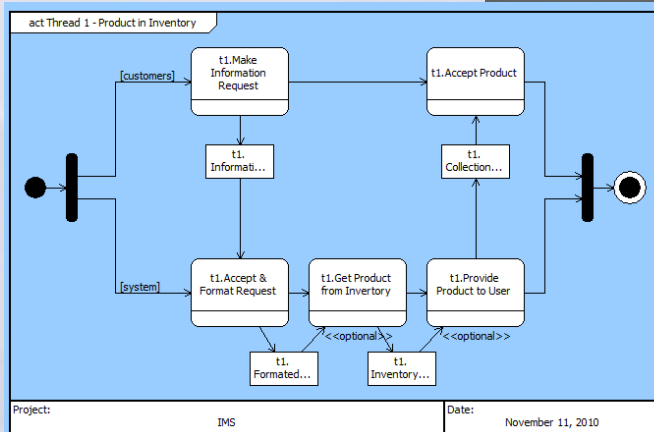 act Thread 1 - Product in Inventory
t1.Make
Information
Request
[customers]
t1.Accept Product
t1.
Informati...
t1.
Collection...
t1.Accept &
Format Request
t1.Get Product
from Invertory
t1.Provide
Product to User
[system]
<<optional>>
<<optional>>
t1.
Formated...
t1.
Inventory...
Project:
IMS
Date:
November 11, 2010